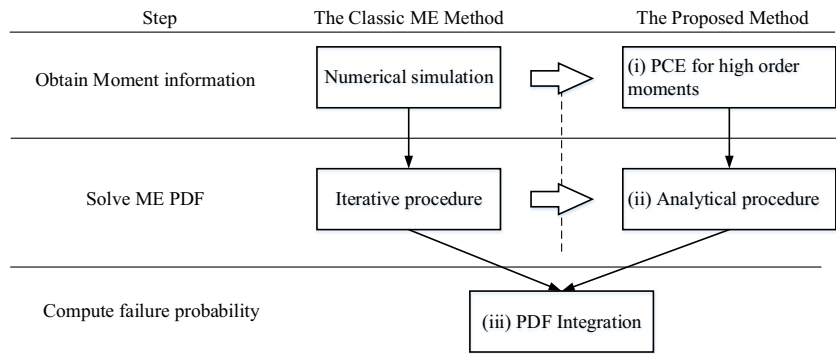 Step
The Classic ME Method
The Proposed Method
Obtain Moment information
Numerical simulation
(i) PCE for high order
moments
Solve ME PDF
Iterative procedure
(ii) Analytical procedure
Compute failure probability
(iii) PDF Integration